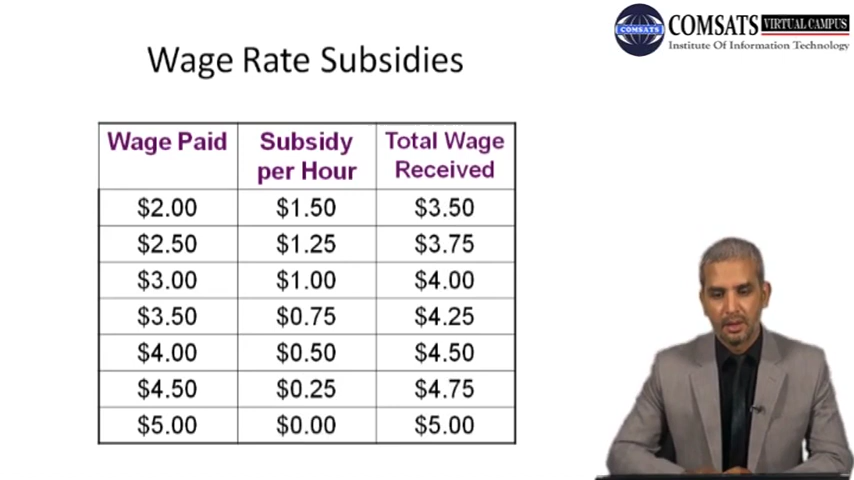 COMSATS
COMSATS VIRTUAL CAMPUS
Institute Of Information Technology
Wage Rate Subsidies
Wage Paid Subsidy per Hour Total Wage Received
$2.00 $1.50 $3.50
$2.50 $1.25 $3.75
$3.00 $1.00 $4.00
$3.50 $0.75 $4.25
$4.00 $0.50 $4.50
$4.50 $0.25 $4.75
$5.00 $0.00 $5.00